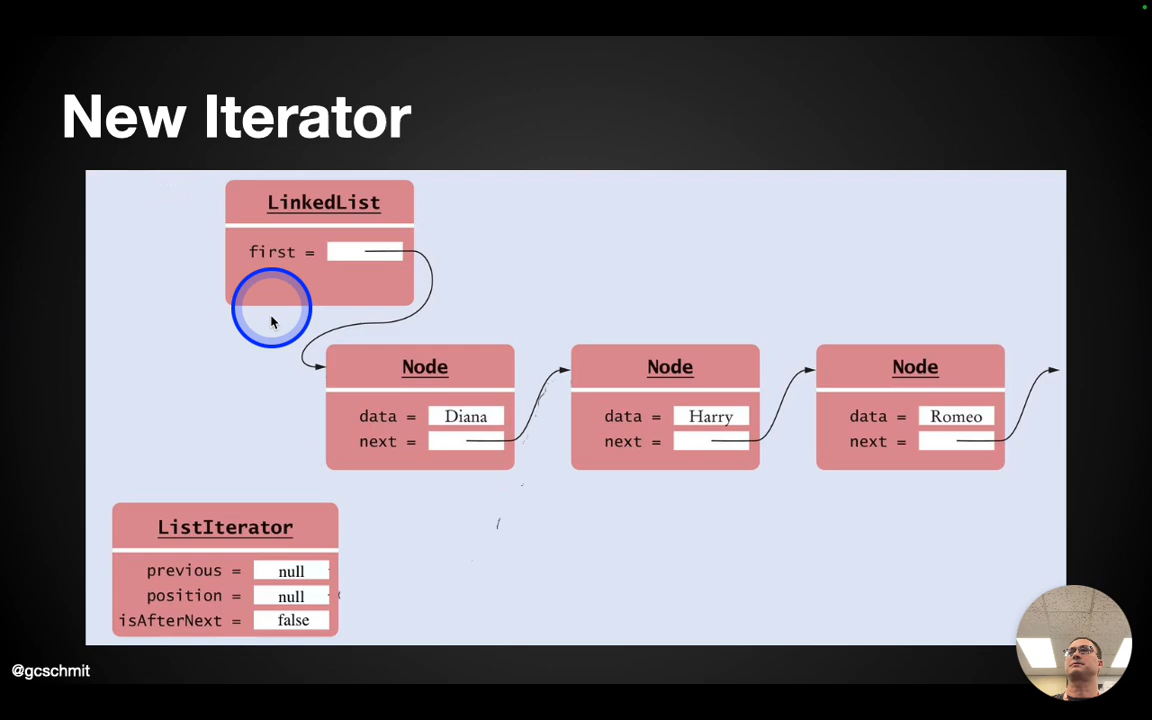 New Iterator
LinkedList
first =
Node
data = Diana
next =
Node
data = Harry
next =
Node
data = Romeo
next =
ListIterator
previous = null
position = null
isAfterNext = false
@gcschmit